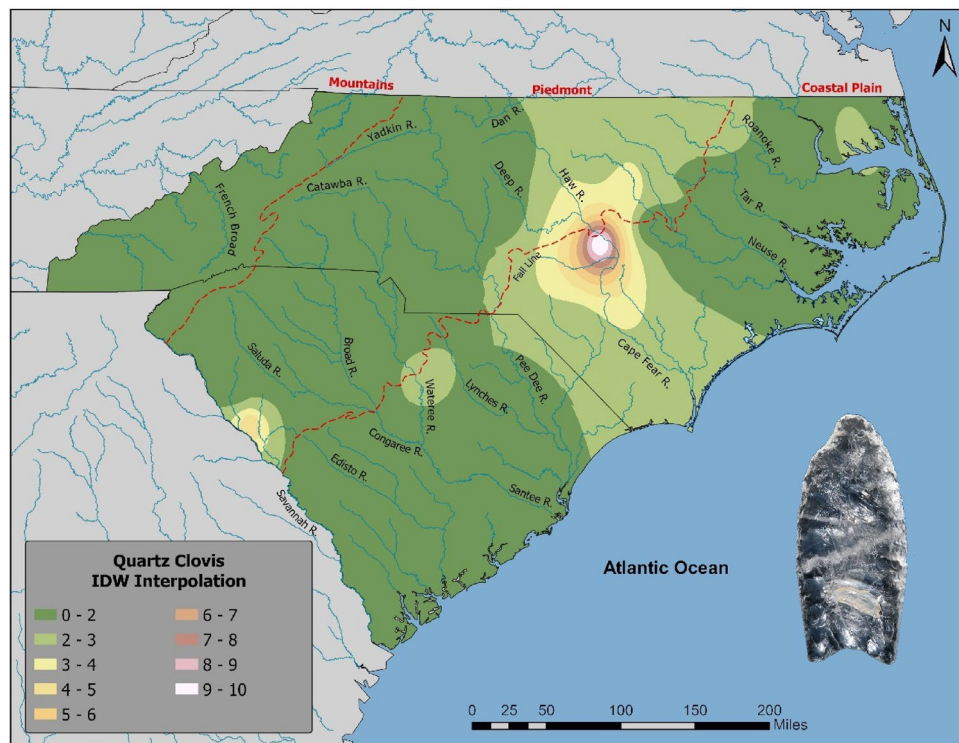 N
Mountains
Piedmont
Coastal Plain
Yadkin R.
Dan R.
Roanoke R.
Catawba R.
Deep R.
Haw R.
Tar R.
French Broad
Neuse R.
Fall Line
Saluda R.
Broad R.
Wateree R.
Lynches R.
Pee Dee R.
Cape Fear R.
Congaree R.
Edisto R.
Santee R.
Savannah R.
Atlantic Ocean
Quartz Clovis
IDW Interpolation
0 - 2
2 - 3
3 - 4
4 - 5
5 - 6
6 - 7
7 - 8
8 - 9
9 - 10
0 25 50 100 150 200
Miles